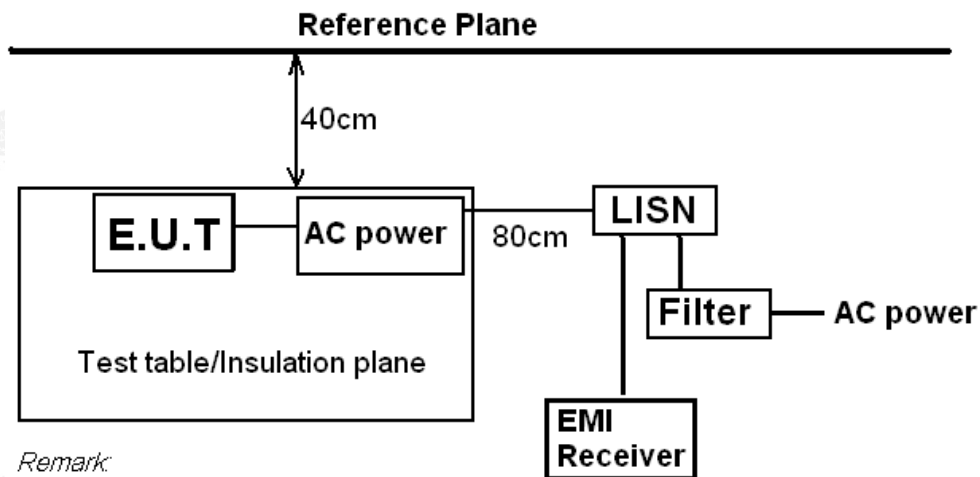 Reference Plane
40cm
E.U.T
AC power
80cm
LISN
Filter
AC power
Test table/Insulation plane
EMI
Receiver
Remark: